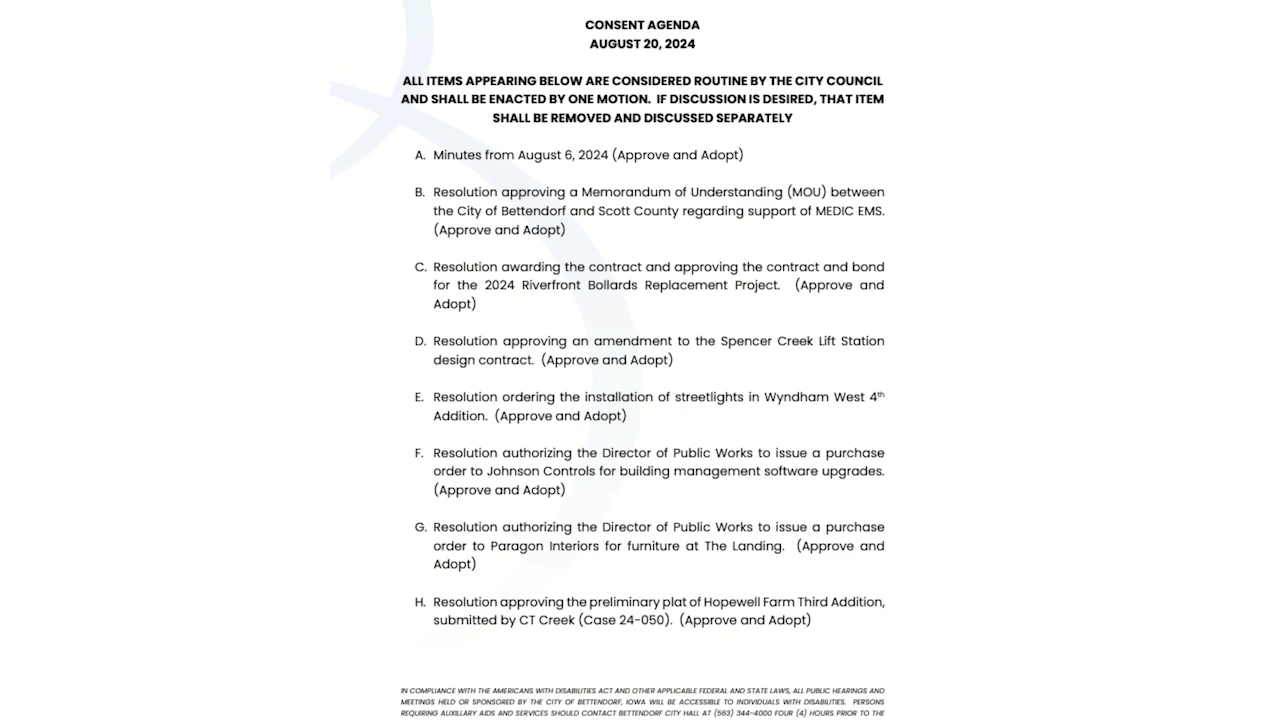 CONSENT AGENDA
AUGUST 20, 2024
ALL ITEMS APPEARING BELOW ARE CONSIDERED ROUTINE BY THE CITY COUNCIL
AND SHALL BE ENACTED BY ONE MOTION. IF DISCUSSION IS DESIRED, THAT ITEM
SHALL BE REMOVED AND DISCUSSED SEPARATELY
A. Minutes from August 6, 2024 (Approve and Adopt)
B. Resolution approving a Memorandum of Understanding (MOU) between
the City of Bettendorf and Scott County regarding support of MEDIC EMS.
(Approve and Adopt)
C. Resolution awarding the contract and approving the contract and bond
for the 2024 Riverfront Bollards Replacement Project. (Approve and
Adopt)
D. Resolution approving an amendment to the Spencer Creek Lift Station
design contract. (Approve and Adopt)
E. Resolution ordering the installation of streetlights in Wyndham West 4th
Addition. (Approve and Adopt)
F. Resolution authorizing the Director of Public Works to issue a purchase
order to Johnson Controls for building management software upgrades.
(Approve and Adopt)
G. Resolution authorizing the Director of Public Works to issue a purchase
order to Paragon Interiors for furniture at The Landing. (Approve and
Adopt)
H. Resolution approving the preliminary plat of Hopewell Farm Third Addition,
submitted by CT Creek (Case 24-050). (Approve and Adopt)
IN COMPLIANCE WITH THE AMERICANS WITH DISABILITIES ACT AND OTHER APPLICABLE FEDERAL AND STATE LAWS, ALL PUBLIC HEARINGS AND
MEETINGS HELD OR SPONSORED BY THE CITY OF BETTENDORF, IOWA WILL BE ACCESSIBLE TO INDIVIDUALS WITH DISABILITIES. PERSONS
REQUIRING AUXILLARY AIDS AND SERVICES SHOULD CONTACT BETTENDORF CITY HALL AT (563) 344-4000 FOUR (4) HOURS PRIOR TO THE